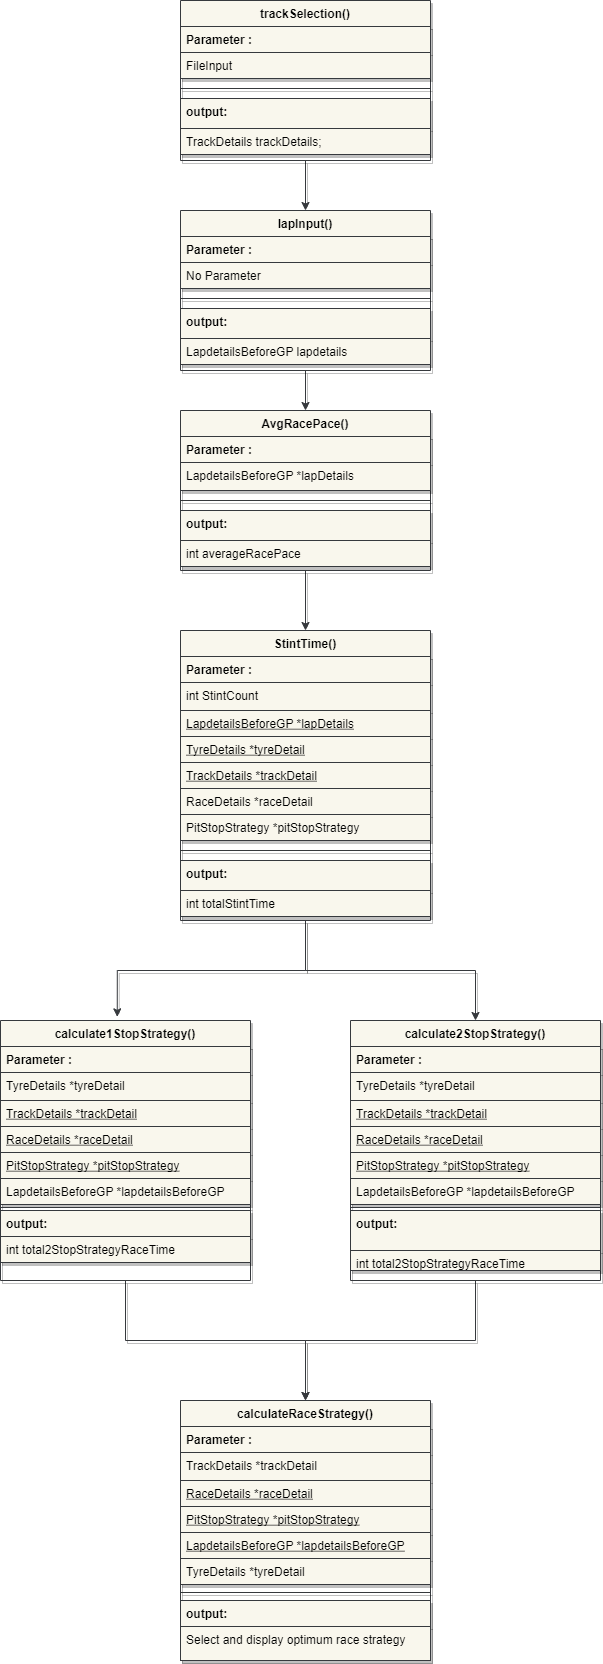 trackSelection()
Parameter :
FileInput
output:
TrackDetails trackDetails;
lapInput()
Parameter :
No Parameter
output:
LapdetailsBeforeGP lapdetails
AvgRacePace()
Parameter :
LapdetailsBeforeGP *lapDetails
output:
int averageRacePace
StintTime()
Parameter :
int StintCount
LapdetailsBeforeGP *lapDetails
TyreDetails *tyreDetail
TrackDetails *trackDetail
RaceDetails *raceDetail
PitStopStrategy *pitStopStrategy
output:
int totalStintTime
calculate1StopStrategy()
Parameter :
TyreDetails *tyreDetail
TrackDetails *trackDetail
RaceDetails *raceDetail
PitStopStrategy *pitStopStrategy
LapdetailsBeforeGP *lapdetailsBeforeGP
output:
int total2StopStrategyRaceTime
calculate2StopStrategy()
Parameter :
TyreDetails *tyreDetail
TrackDetails *trackDetail
RaceDetails *raceDetail
PitStopStrategy *pitStopStrategy
LapdetailsBeforeGP *lapdetailsBeforeGP
output:
int total2StopStrategyRaceTime
calculateRaceStrategy()
Parameter :
TrackDetails *trackDetail
RaceDetails *raceDetail
PitStopStrategy *pitStopStrategy
LapdetailsBeforeGP *lapdetailsBeforeGP
TyreDetails *tyreDetail
output:
Select and display optimum race strategy